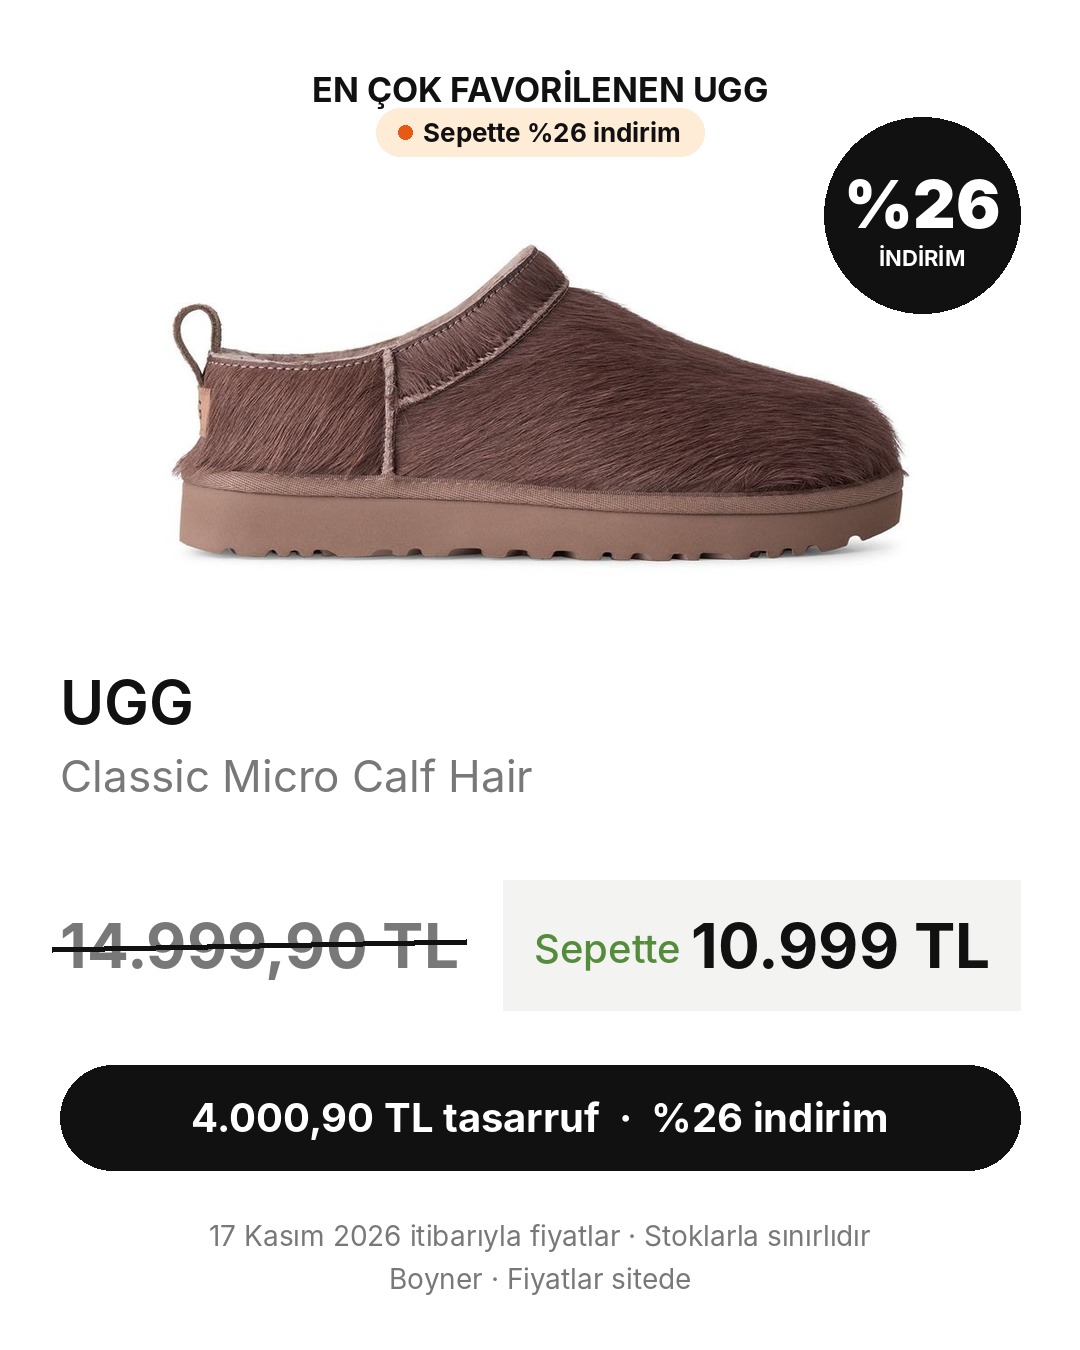 EN ÇOK FAVORİLENEN UGG
Sepette %26 indirim
%26
İNDİRİM
UGG
Classic Micro Calf Hair
14.999,90 TL
Sepette 10.999 TL
4.000,90 TL tasarruf · %26 indirim
17 Kasım 2026 itibarıyla fiyatlar · Stoklarla sınırlıdır
Boyner · Fiyatlar sitede